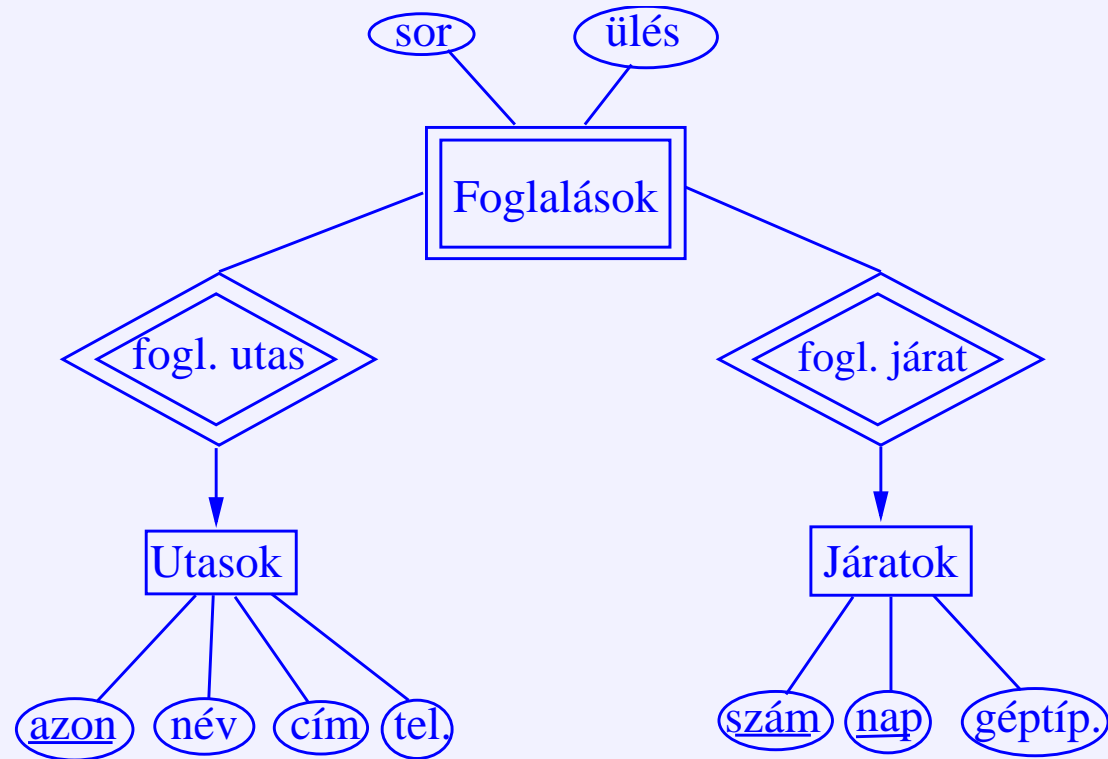 sor
ülés
Foglalások
fogl. utas
fogl. járat
Utasok
Járatok
azon
név
cím
tel.
szám
nap
géptíp.